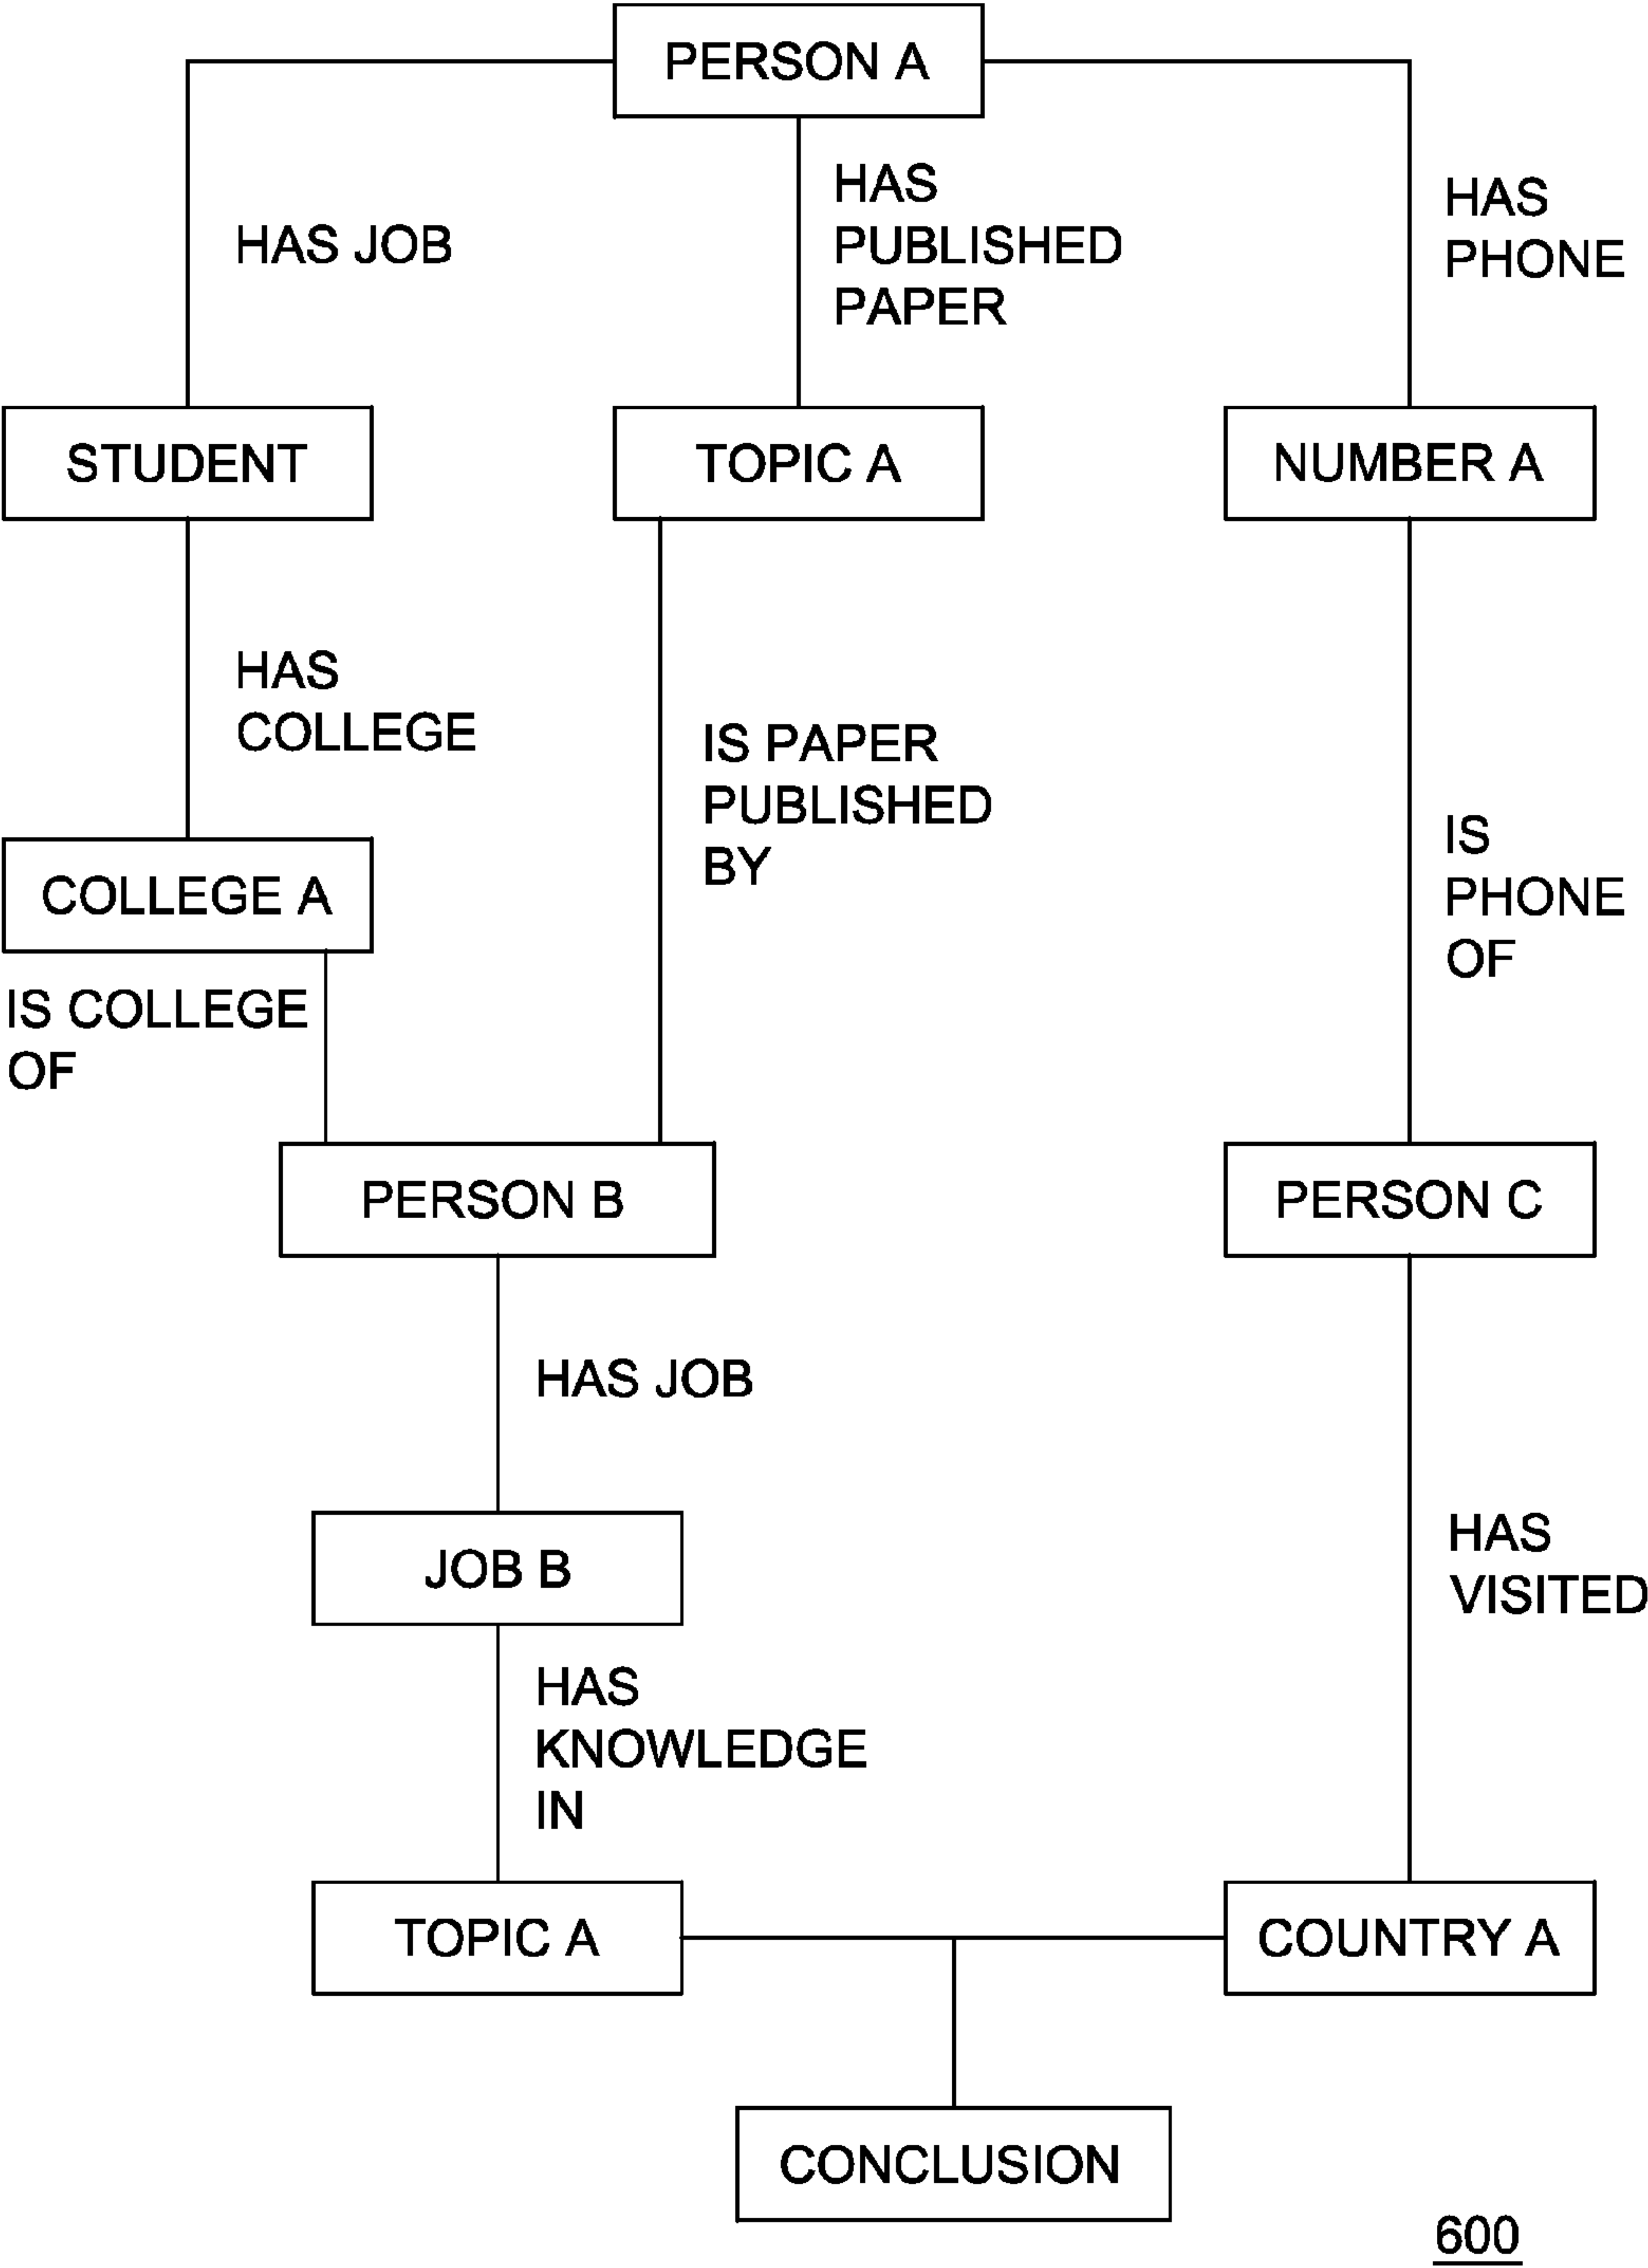 PERSON A
HAS JOB
HAS
PUBLISHED
PAPER
HAS
PHONE
STUDENT
TOPIC A
NUMBER A
HAS
COLLEGE
IS PAPER
PUBLISHED
BY
IS
PHONE
OF
COLLEGE A
IS COLLEGE
OF
PERSON B
PERSON C
HAS JOB
HAS
VISITED
JOB B
HAS
KNOWLEDGE
IN
TOPIC A
COUNTRY A
CONCLUSION
600